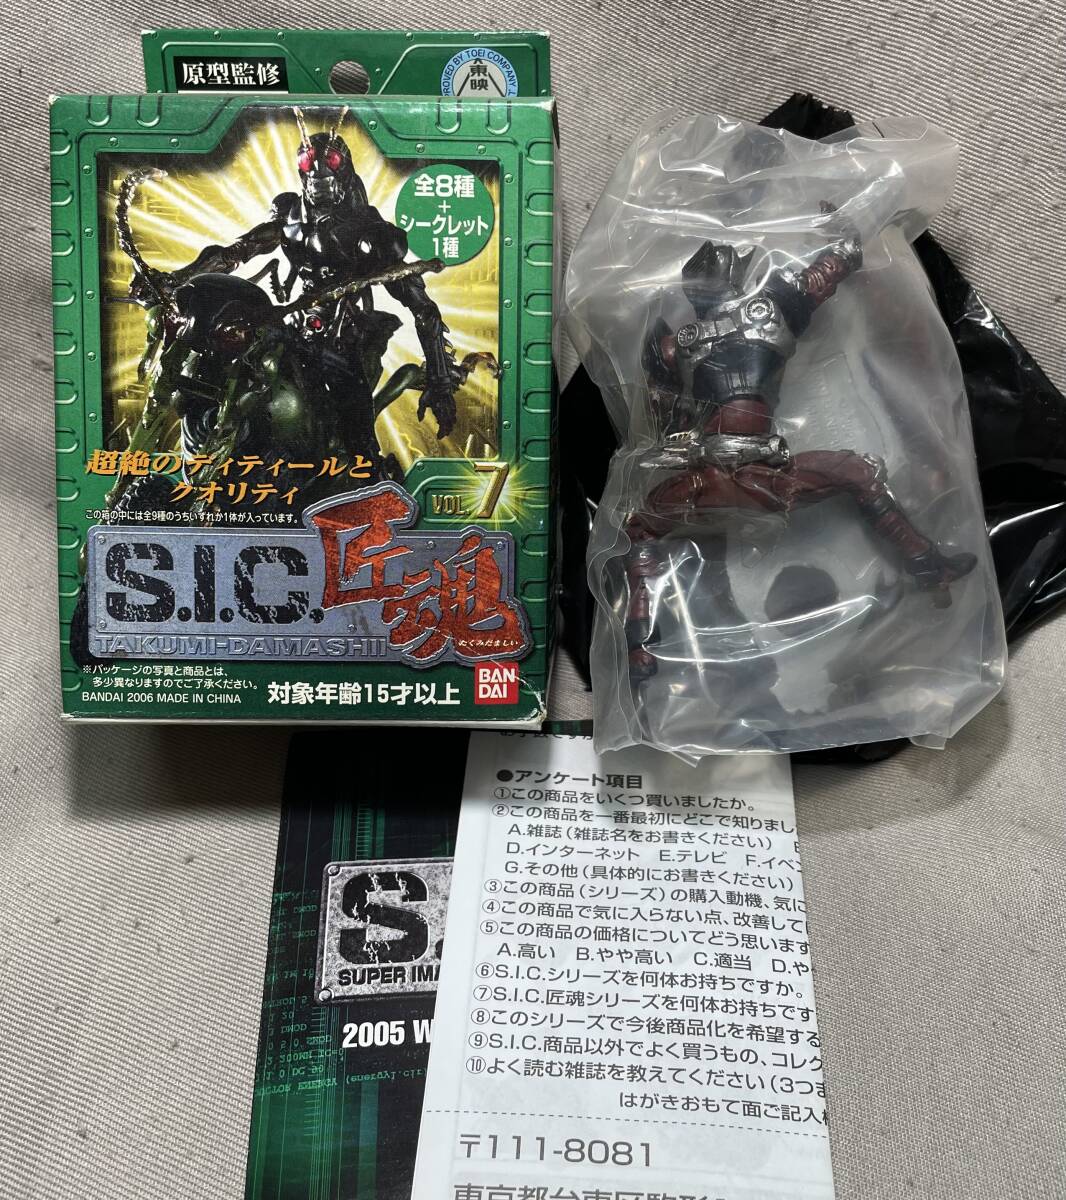 原型監修
APPROVED BY TOEI COMPANY
東映
全8種
+
シークレット
1種
超絶のディティールと
クオリティ
VOL.7
この箱の中には全9種のうちいずれか1体が入っています。
S.I.C.匠魂
TAKUMI-DAMASHII
たくみだましい
※パッケージの写真と商品とは、
多少異なりますのでご了承ください。
BANDAI 2006 MADE IN CHINA
対象年齢15才以上
BAN
DAI
●アンケート項目
①この商品をいくつ買いましたか。
②この商品を一番最初にどこで知りまし
A.雑誌(雑誌名をお書きください)
D.インターネット E.テレビ F.イベ
G.その他(具体的にお書きください)
③この商品(シリーズ)の購入動機、気に
④この商品で気に入らない点、改善して
⑤この商品の価格についてどう思います
A.高い B.やや高い C.適当 D.や
⑥S.I.C.シリーズを何体お持ちですか。
⑦S.I.C.匠魂シリーズを何体お持ちです
⑧このシリーズで今後商品化を希望する
⑨S.I.C.商品以外でよく買うもの、コレク
⑩よく読む雑誌を教えてください(3つま
はがきおもて面ご記入
〒111-8081
東京都台東区駒形
S.
SUPER IMA
2005 W